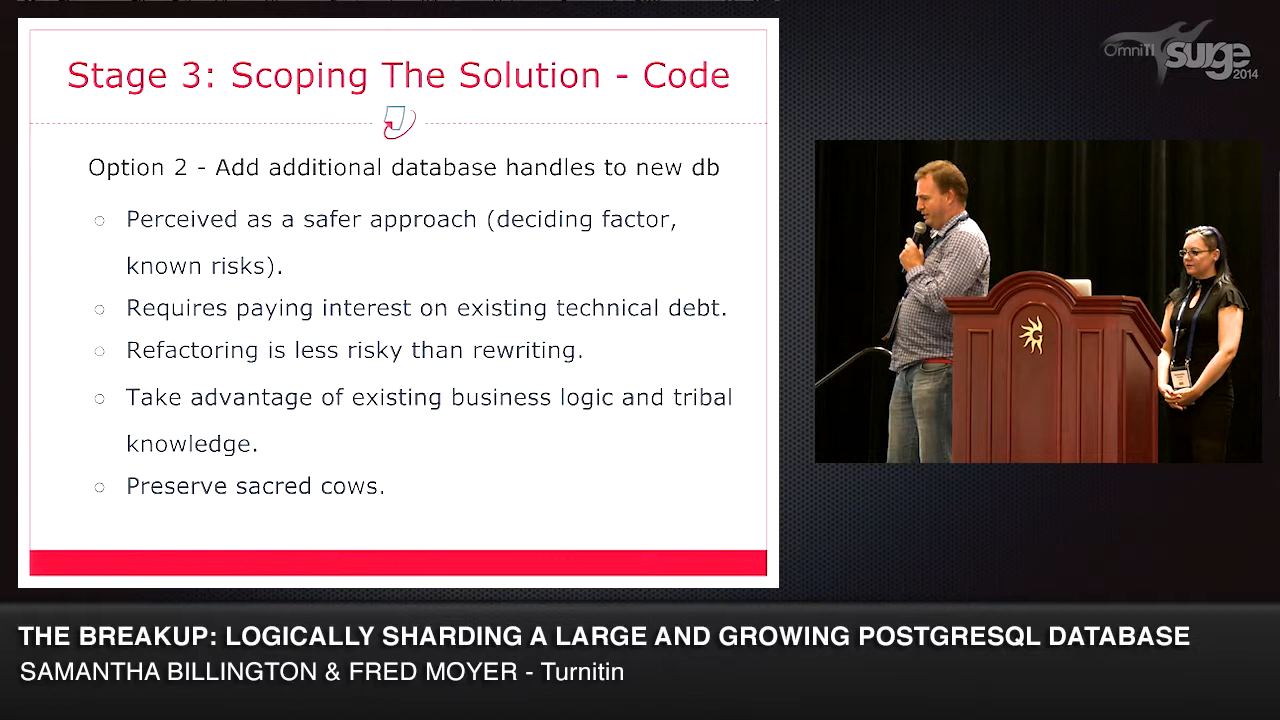 Stage 3: Scoping The Solution - Code
Option 2 - Add additional database handles to new db
Perceived as a safer approach (deciding factor,
known risks).
Requires paying interest on existing technical debt.
Refactoring is less risky than rewriting.
Take advantage of existing business logic and tribal
knowledge.
Preserve sacred cows.
OmniTI
surge
2014
THE BREAKUP: LOGICALLY SHARDING A LARGE AND GROWING POSTGRESQL DATABASE
SAMANTHA BILLINGTON & FRED MOYER - Turnitin